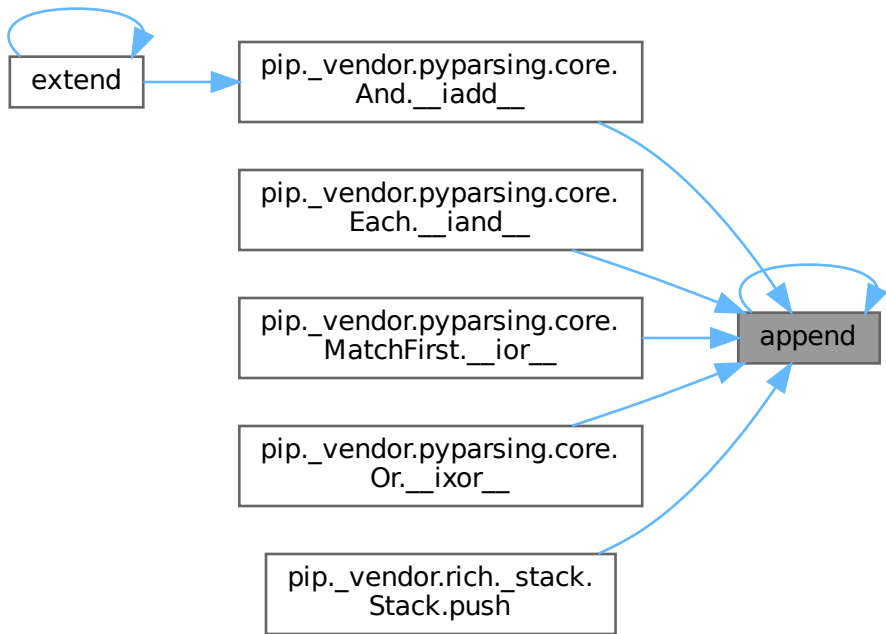 extend
pip._vendor.pyparsing.core.
And.__iadd__
pip._vendor.pyparsing.core.
Each.__iand__
pip._vendor.pyparsing.core.
MatchFirst.__ior__
append
pip._vendor.pyparsing.core.
Or.__ixor__
pip._vendor.rich._stack.
Stack.push